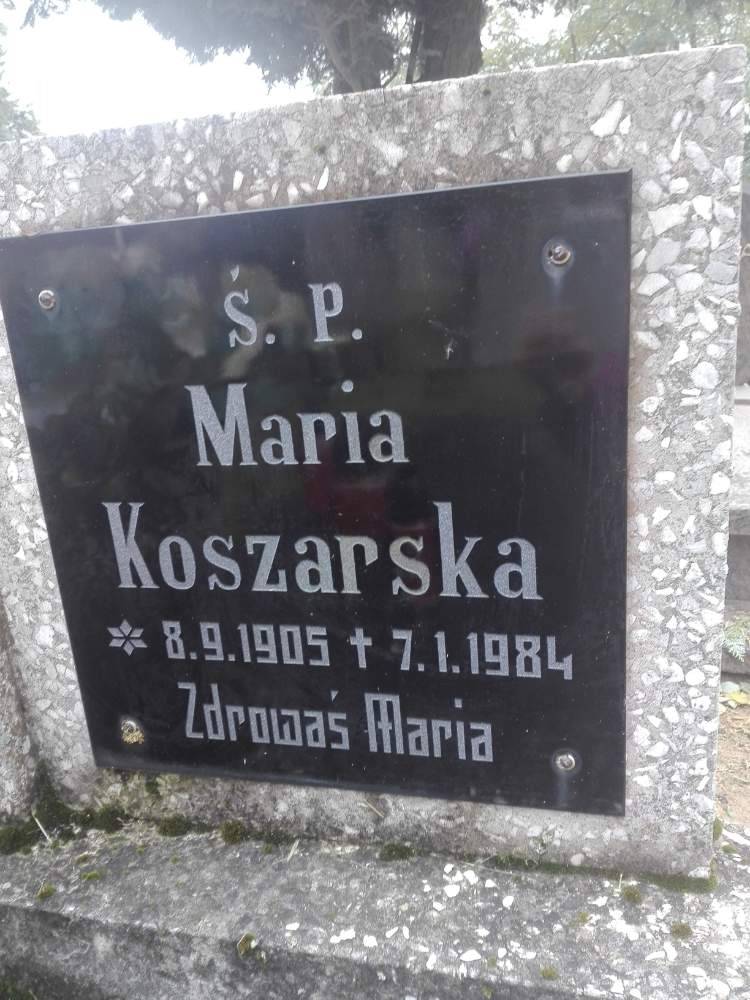 Ś. P.
Maria
Koszarska
* 8.9.1905 † 7.1.1984
Zdrowaś Maria